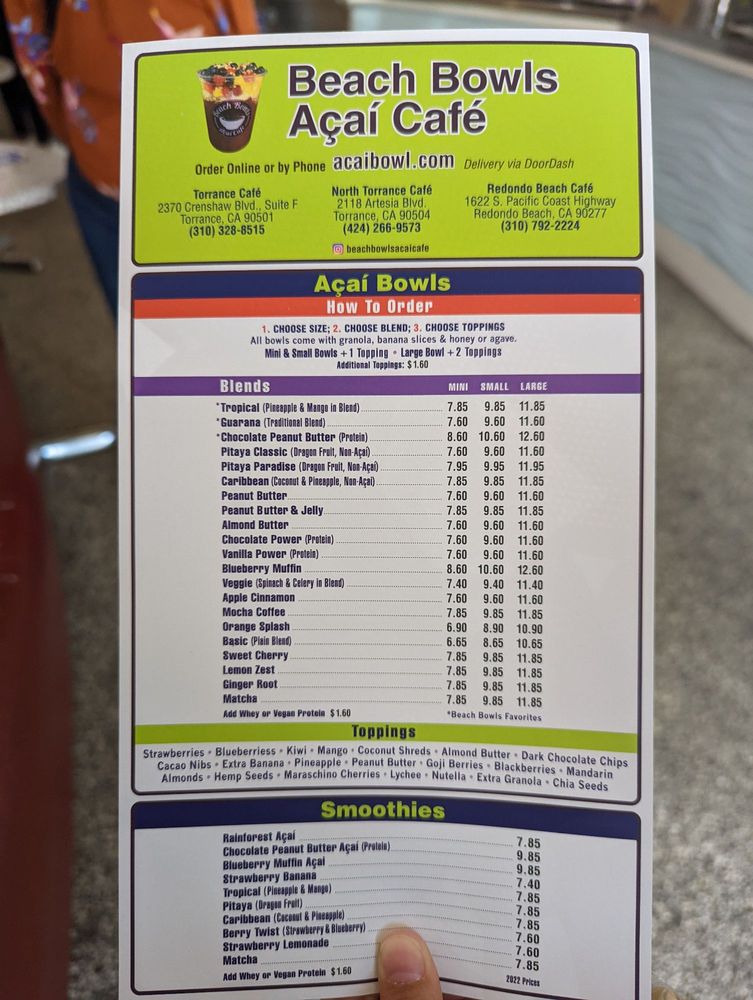 Beach Bowls
Açaí Café
Order Online or by Phone acaibowl.com Delivery via DoorDash
Torrance Café
2370 Crenshaw Blvd., Suite F
Torrance, CA 90501
(310) 328-8515
North Torrance Café
2118 Artesia Blvd.
Torrance, CA 90504
(424) 266-9573
Redondo Beach Café
1622 S. Pacific Coast Highway
Redondo Beach, CA 90277
(310) 792-2224
beachbowlsacaicafe
Açaí Bowls
How To Order
1. CHOOSE SIZE; 2. CHOOSE BLEND; 3. CHOOSE TOPPINGS
All bowls come with granola, banana slices & honey or agave.
Mini & Small Bowls + 1 Topping • Large Bowl + 2 Toppings
Additional Toppings: $1.60
Blends MINI SMALL LARGE
*Tropical (Pineapple & Mango in Blend) 7.85 9.85 11.85
*Guarana (Traditional Blend) 7.60 9.60 11.60
*Chocolate Peanut Butter (Protein) 8.60 10.60 12.60
Pitaya Classic (Dragon Fruit, Non-Açaí) 7.60 9.60 11.60
Pitaya Paradise (Dragon Fruit, Non-Açaí) 7.95 9.95 11.95
Caribbean (Coconut & Pineapple, Non-Açaí) 7.85 9.85 11.85
Peanut Butter 7.60 9.60 11.60
Peanut Butter & Jelly 7.85 9.85 11.85
Almond Butter 7.60 9.60 11.60
Chocolate Power (Protein) 7.60 9.60 11.60
Vanilla Power (Protein) 7.60 9.60 11.60
Blueberry Muffin 8.60 10.60 12.60
Veggie (Spinach & Celery in Blend) 7.40 9.40 11.40
Apple Cinnamon 7.60 9.60 11.60
Mocha Coffee 7.85 9.85 11.85
Orange Splash 6.90 8.90 10.90
Basic (Plain Blend) 6.65 8.65 10.65
Sweet Cherry 7.85 9.85 11.85
Lemon Zest 7.85 9.85 11.85
Ginger Root 7.85 9.85 11.85
Matcha 7.85 9.85 11.85
Add Whey or Vegan Protein $1.60 *Beach Bowls Favorites
Toppings
Strawberries • Blueberriess • Kiwi • Mango • Coconut Shreds • Almond Butter • Dark Chocolate Chips
Cacao Nibs • Extra Banana • Pineapple • Peanut Butter • Goji Berries • Blackberries • Mandarin
Almonds • Hemp Seeds • Maraschino Cherries • Lychee • Nutella • Extra Granola • Chia Seeds
Smoothies
Rainforest Açaí 7.85
Chocolate Peanut Butter Açaí (Protein) 9.85
Blueberry Muffin Açaí 9.85
Strawberry Banana 7.40
Tropical (Pineapple & Mango) 7.85
Pitaya (Dragon Fruit) 7.85
Caribbean (Coconut & Pineapple) 7.85
Berry Twist (Strawberry & Blueberry) 7.60
Strawberry Lemonade 7.60
Matcha 7.85
Add Whey or Vegan Protein $1.60 2022 Prices